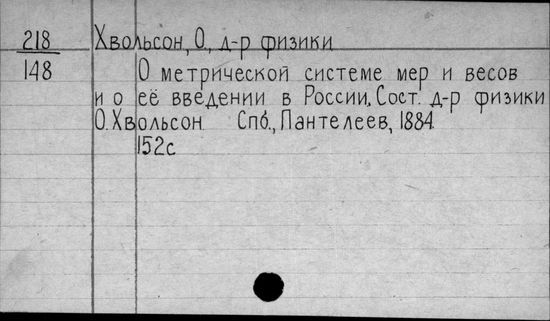 218 Хвольсон, О., д-р физики
148 О метрической системе мер и весов
и о её введении в России, Сост. д-р физики
О. Хвольсон Спб., Пантелеев, 1884.
152с